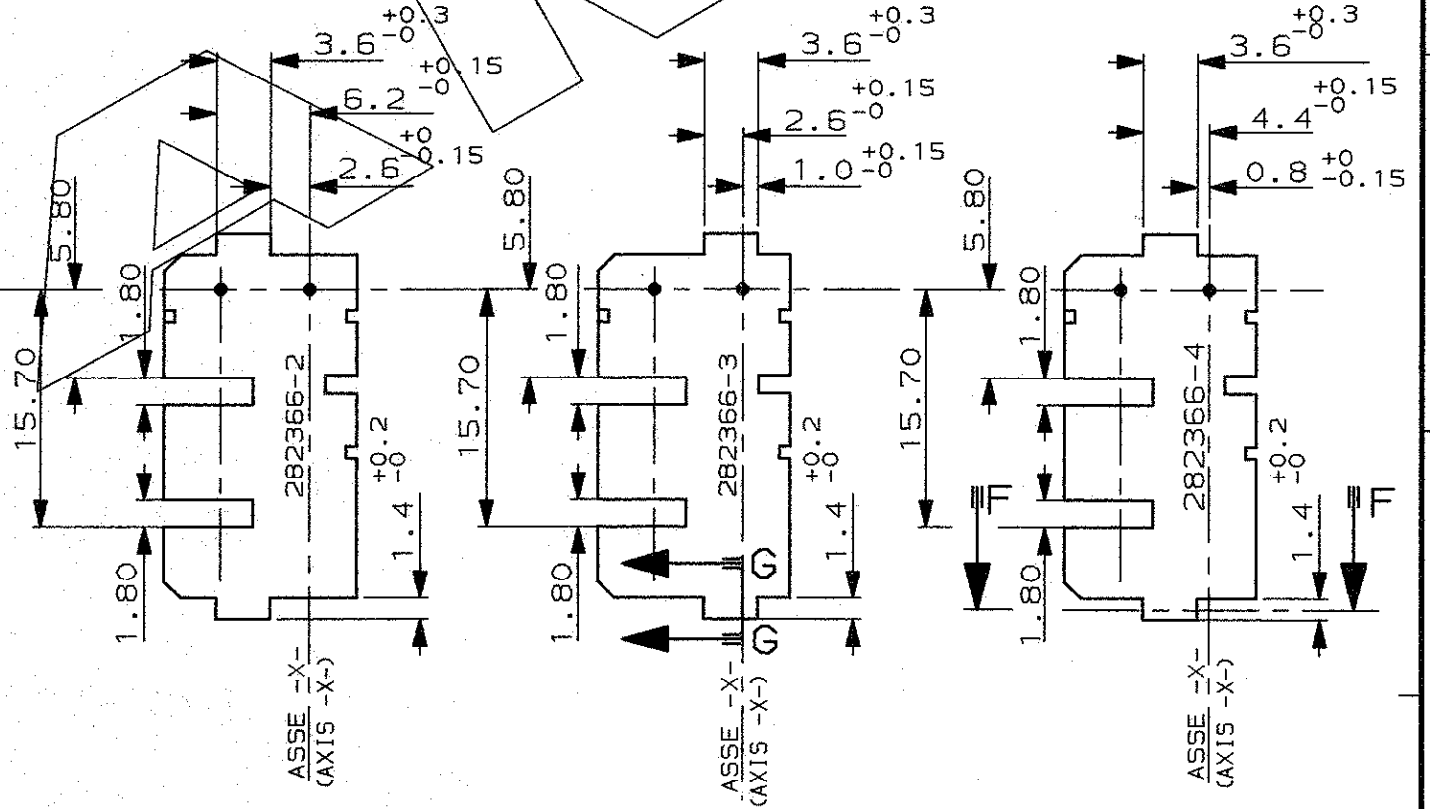 3.6 +0.3 -0
6.2 +0.15 -0
2.6 +0 -0.15
5.80
1.80
15.70
282366-2
+0.2 -0
1.4
1.80
ASSE -X-
(AXIS -X-)
3.6 +0.3 -0
2.6 +0.15 -0
1.0 +0.15 -0
5.80
1.80
15.70
282366-3
+0.2 -0
1.4
1.80
G
G
ASSE -X-
(AXIS -X-)
3.6 +0.3 -0
4.4 +0.15 -0
0.8 +0 -0.15
5.80
1.80
15.70
282366-4
+0.2 -0
1.4
1.80
F
F
ASSE -X-
(AXIS -X-)